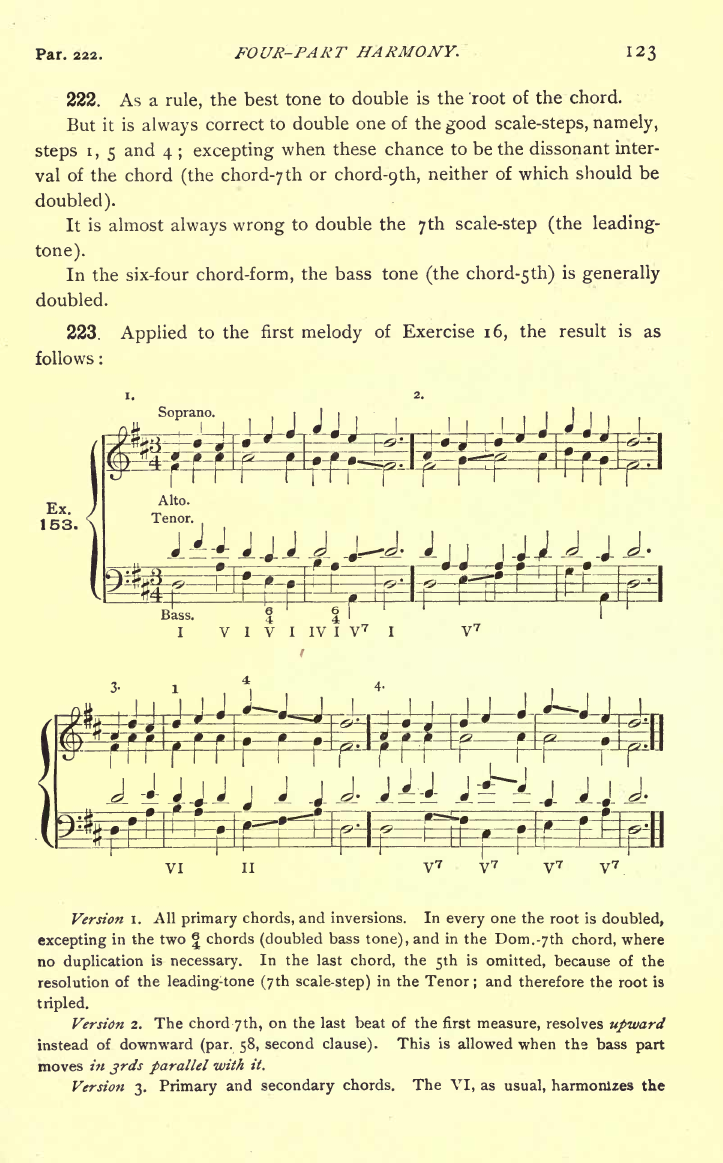 Par. 222. FOUR-PART HARMONY. 123
222. As a rule, the best tone to double is the root of the chord.
But it is always correct to double one of the good scale-steps, namely,
steps 1, 5 and 4; excepting when these chance to be the dissonant inter-
val of the chord (the chord-7th or chord-9th, neither of which should be
doubled).
It is almost always wrong to double the 7th scale-step (the leading-
tone).
In the six-four chord-form, the bass tone (the chord-5th) is generally
doubled.
223. Applied to the first melody of Exercise 16, the result is as
follows:
1. 2.
Soprano.
3
4
Alto.
Ex.
153.
Tenor.
3
4
Bass. 6 6
4 4
I V I V I IV I V7 I V7
3. 1 4 4.
VI II V7 V7 V7 V7
Version 1. All primary chords, and inversions. In every one the root is doubled,
excepting in the two 6/4 chords (doubled bass tone), and in the Dom.-7th chord, where
no duplication is necessary. In the last chord, the 5th is omitted, because of the
resolution of the leading-tone (7th scale-step) in the Tenor; and therefore the root is
tripled.
Version 2. The chord-7th, on the last beat of the first measure, resolves upward
instead of downward (par. 58, second clause). This is allowed when the bass part
moves in 3rds parallel with it.
Version 3. Primary and secondary chords. The VI, as usual, harmonizes the